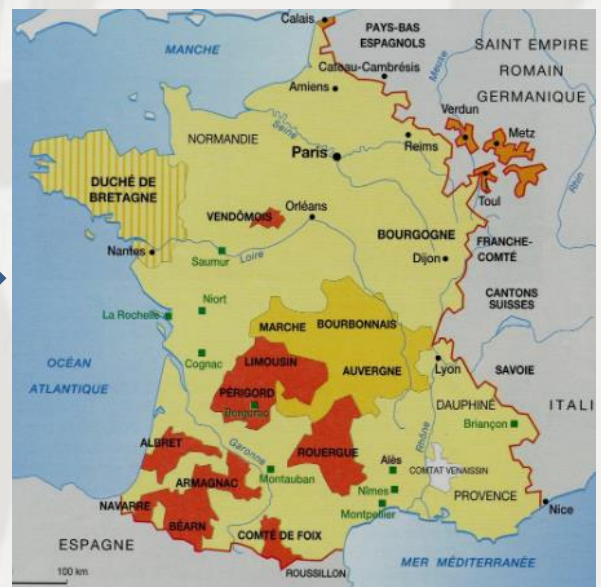 Calais
PAYS-BAS
ESPAGNOLS
SAINT EMPIRE
ROMAIN
GERMANIQUE
MANCHE
Cateau-Cambrésis
Meuse
Amiens
Verdun
Metz
NORMANDIE
Seine
Reims
Rhin
Paris
Toul
DUCHÉ DE
BRETAGNE
VENDÔMOIS
Orléans
BOURGOGNE
FRANCHE-
COMTÉ
Nantes
Saumur
Loire
Dijon
CANTONS
SUISSES
La Rochelle
Niort
MARCHE
BOURBONNAIS
OCÉAN
ATLANTIQUE
Cognac
LIMOUSIN
AUVERGNE
Lyon
SAVOIE
PÉRIGORD
Bergerac
DAUPHINÉ
ITALI
Briançon
ALBRET
Garonne
ROUERGUE
Rhône
Alès
COMTAT VENAISSIN
ARMAGNAC
Montauban
Nîmes
PROVENCE
NAVARRE
Montpellier
Nice
BÉARN
COMTÉ DE FOIX
ESPAGNE
MER MÉDITERRANÉE
ROUSSILLON
100 km